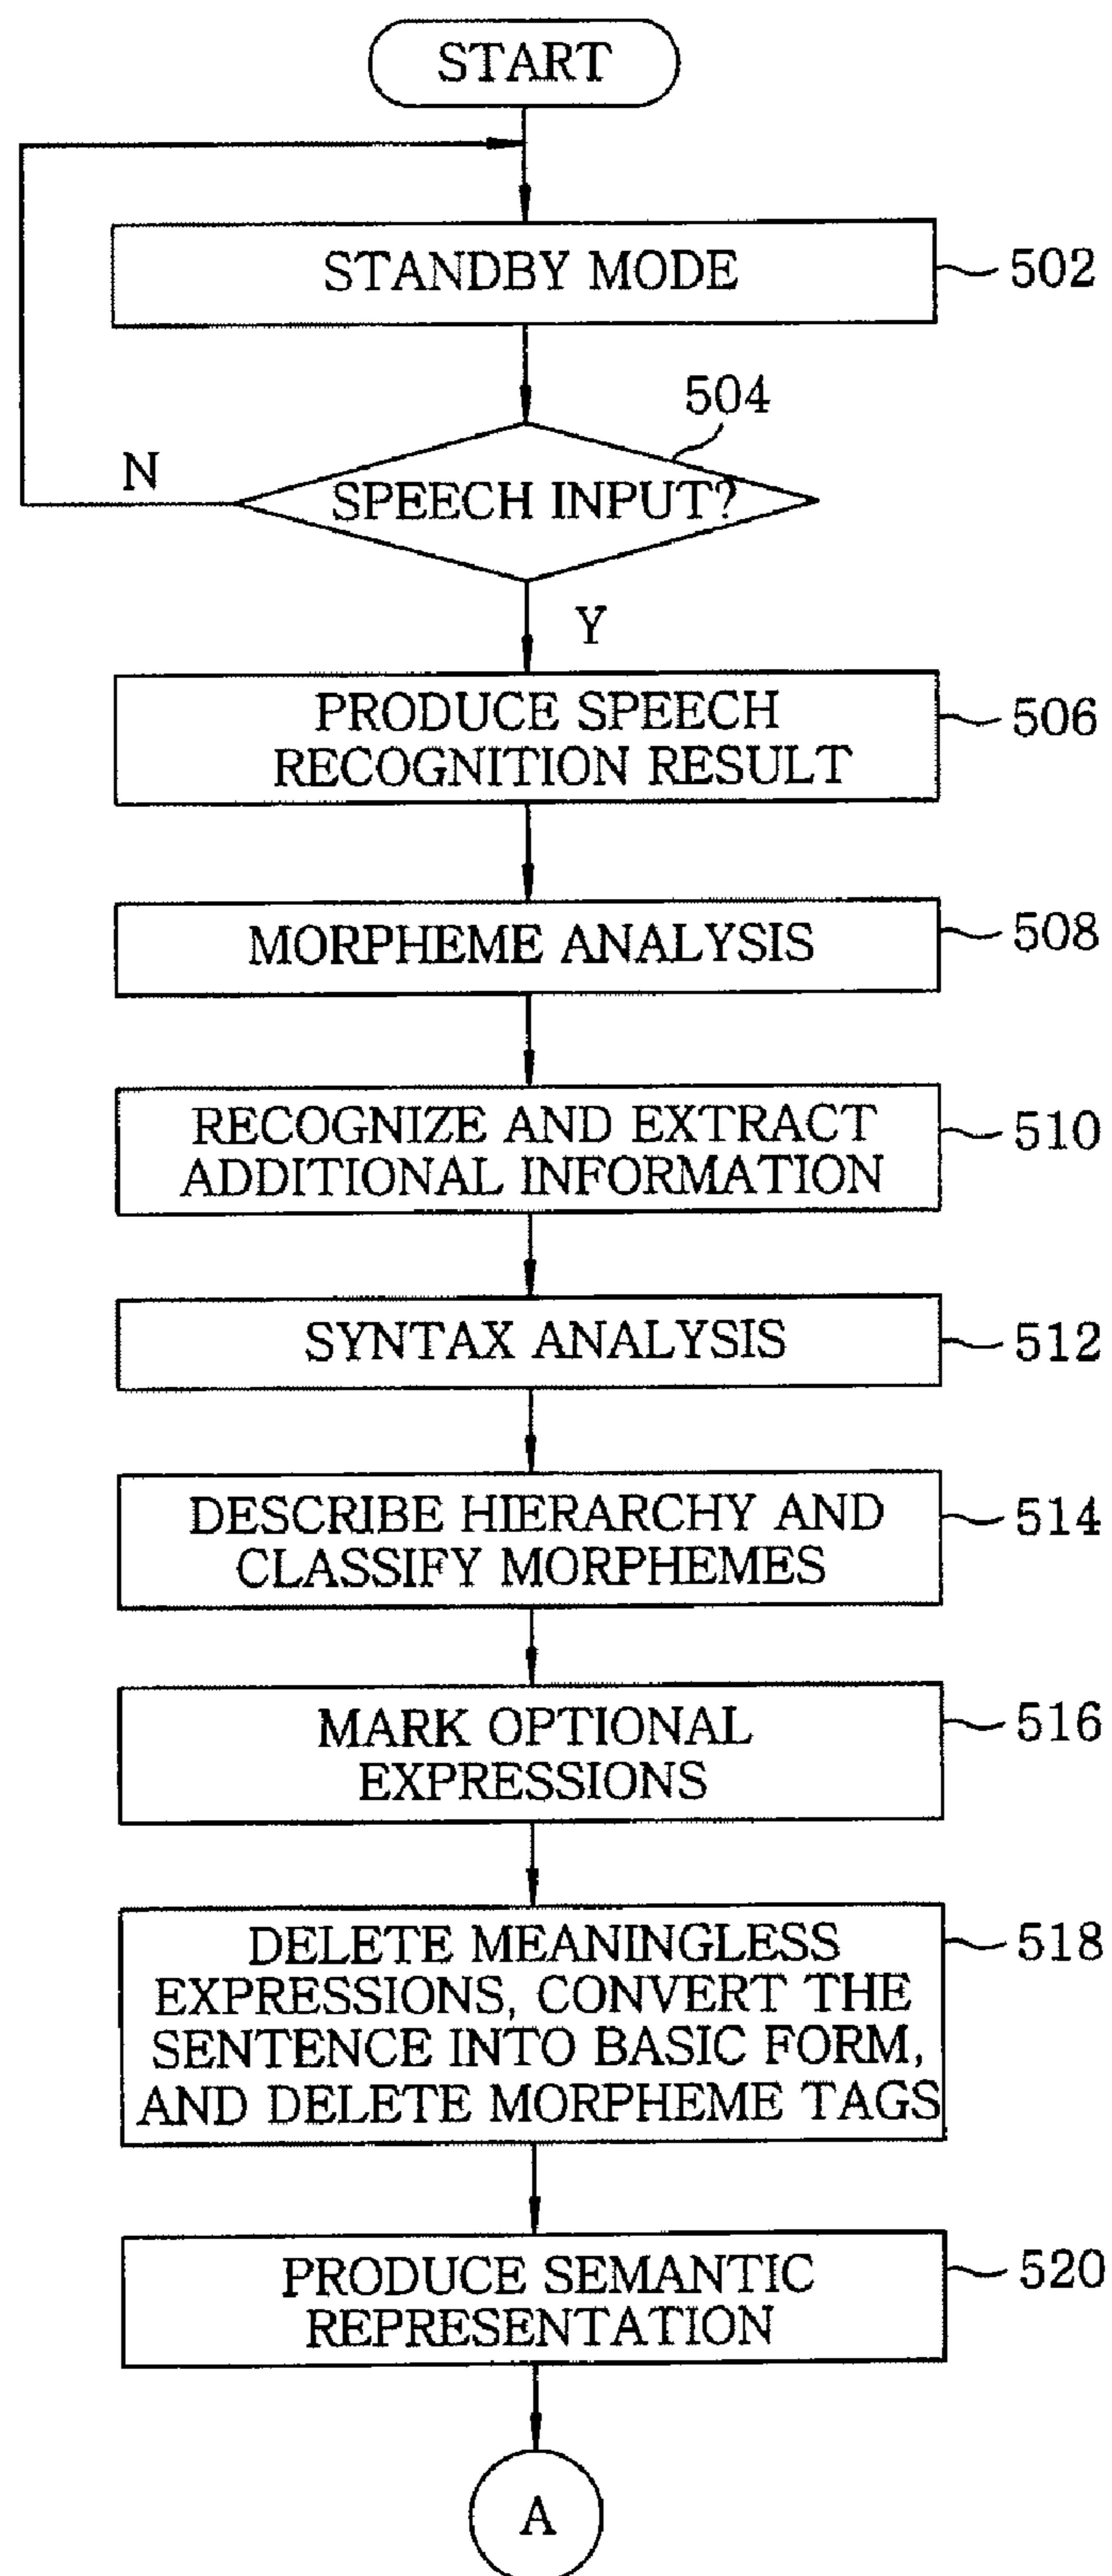 START
STANDBY MODE
502
504
N
SPEECH INPUT?
Y
PRODUCE SPEECH
RECOGNITION RESULT
506
MORPHEME ANALYSIS
508
RECOGNIZE AND EXTRACT
ADDITIONAL INFORMATION
510
SYNTAX ANALYSIS
512
DESCRIBE HIERARCHY AND
CLASSIFY MORPHEMES
514
MARK OPTIONAL
EXPRESSIONS
516
DELETE MEANINGLESS
EXPRESSIONS, CONVERT THE
SENTENCE INTO BASIC FORM,
AND DELETE MORPHEME TAGS
518
PRODUCE SEMANTIC
REPRESENTATION
520
A